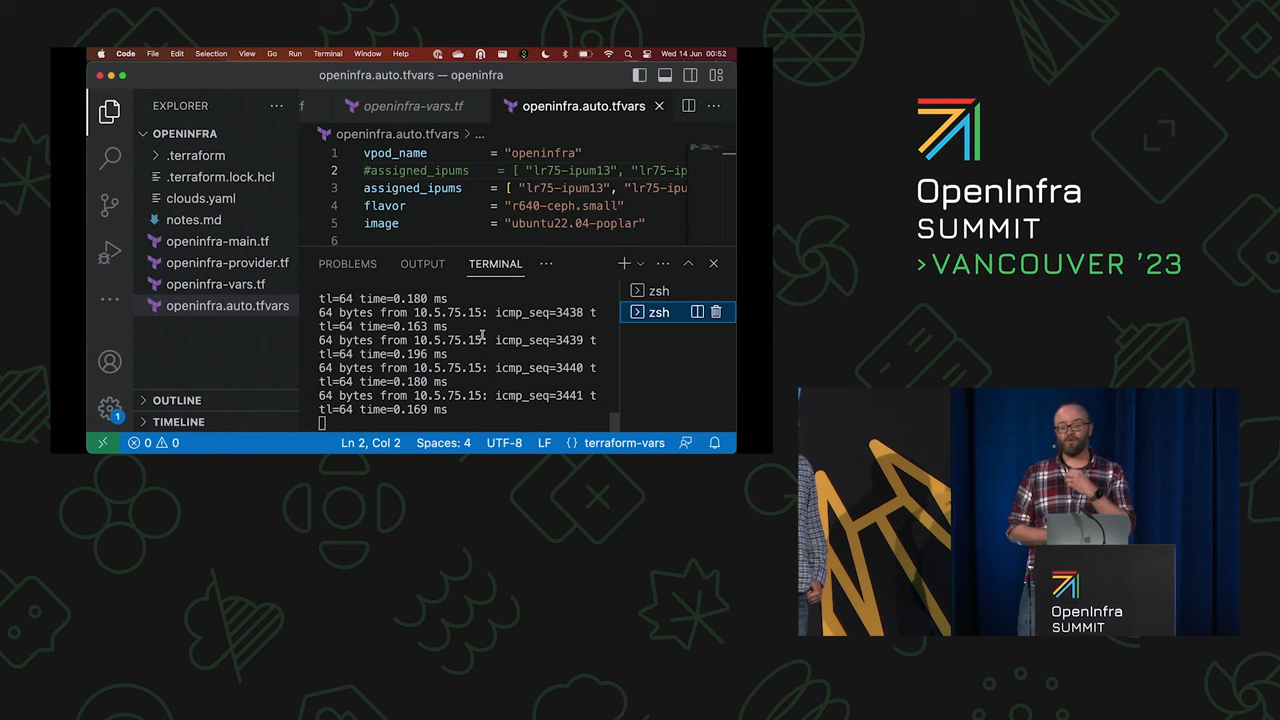 Code File Edit Selection View Go Run Terminal Window Help Wed 14 Jun 00:52
openinfra.auto.tfvars — openinfra
EXPLORER
f openinfra-vars.tf openinfra.auto.tfvars
OPENINFRA
openinfra.auto.tfvars > ...
.terraform
.terraform.lock.hcl
clouds.yaml
notes.md
openinfra-main.tf
openinfra-provider.tf
openinfra-vars.tf
openinfra.auto.tfvars
OUTLINE
TIMELINE
1
1 vpod_name = "openinfra"
2 #assigned_ipums = [ "lr75-ipum13", "lr75-ip
3 assigned_ipums = [ "lr75-ipum13", "lr75-ipu
4 flavor = "r640-ceph.small"
5 image = "ubuntu22.04-poplar"
6
PROBLEMS OUTPUT TERMINAL
tl=64 time=0.180 ms
64 bytes from 10.5.75.15: icmp_seq=3438 t
tl=64 time=0.163 ms
64 bytes from 10.5.75.15: icmp_seq=3439 t
tl=64 time=0.196 ms
64 bytes from 10.5.75.15: icmp_seq=3440 t
tl=64 time=0.180 ms
64 bytes from 10.5.75.15: icmp_seq=3441 t
tl=64 time=0.169 ms
zsh
zsh
0 0 Ln 2, Col 2 Spaces: 4 UTF-8 LF {} terraform-vars
OpenInfra
SUMMIT
>VANCOUVER '23
OpenInfra
SUMMIT